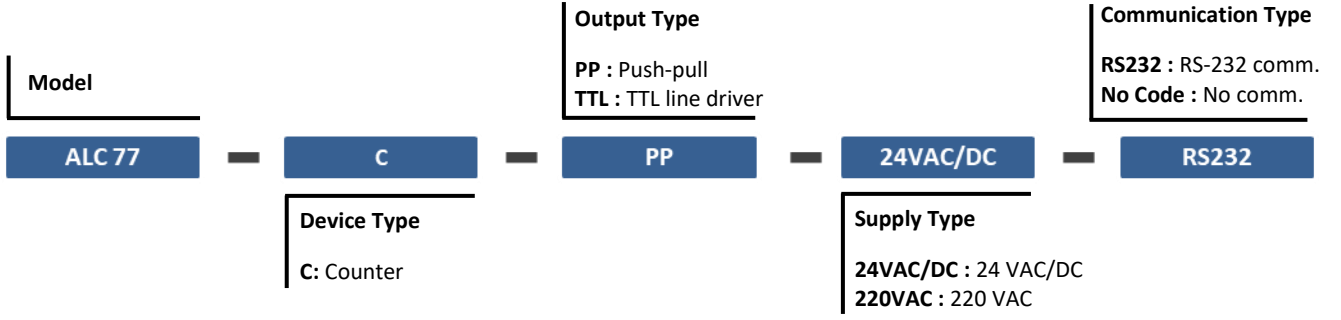 Output Type
PP : Push-pull
TTL : TTL line driver
Communication Type
RS232 : RS-232 comm.
No Code : No comm.
Model
ALC 77 - C - PP - 24VAC/DC - RS232
Device Type
C: Counter
Supply Type
24VAC/DC : 24 VAC/DC
220VAC : 220 VAC